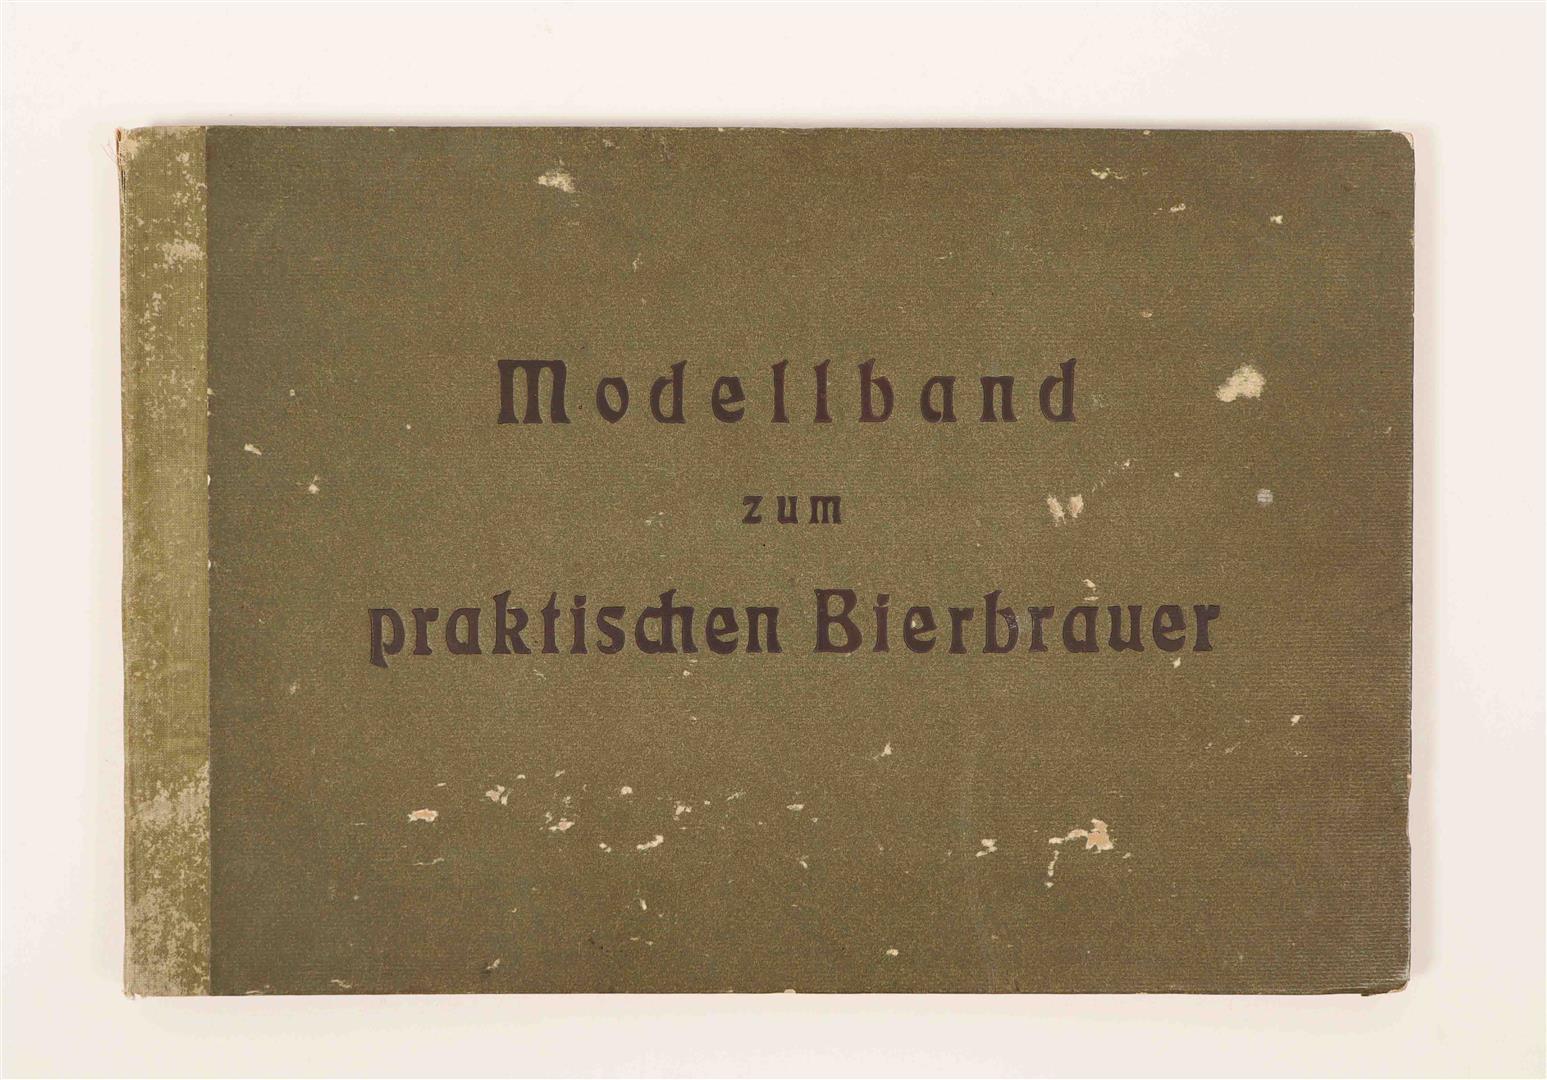 Modellband
zum
praktischen Bierbrauer